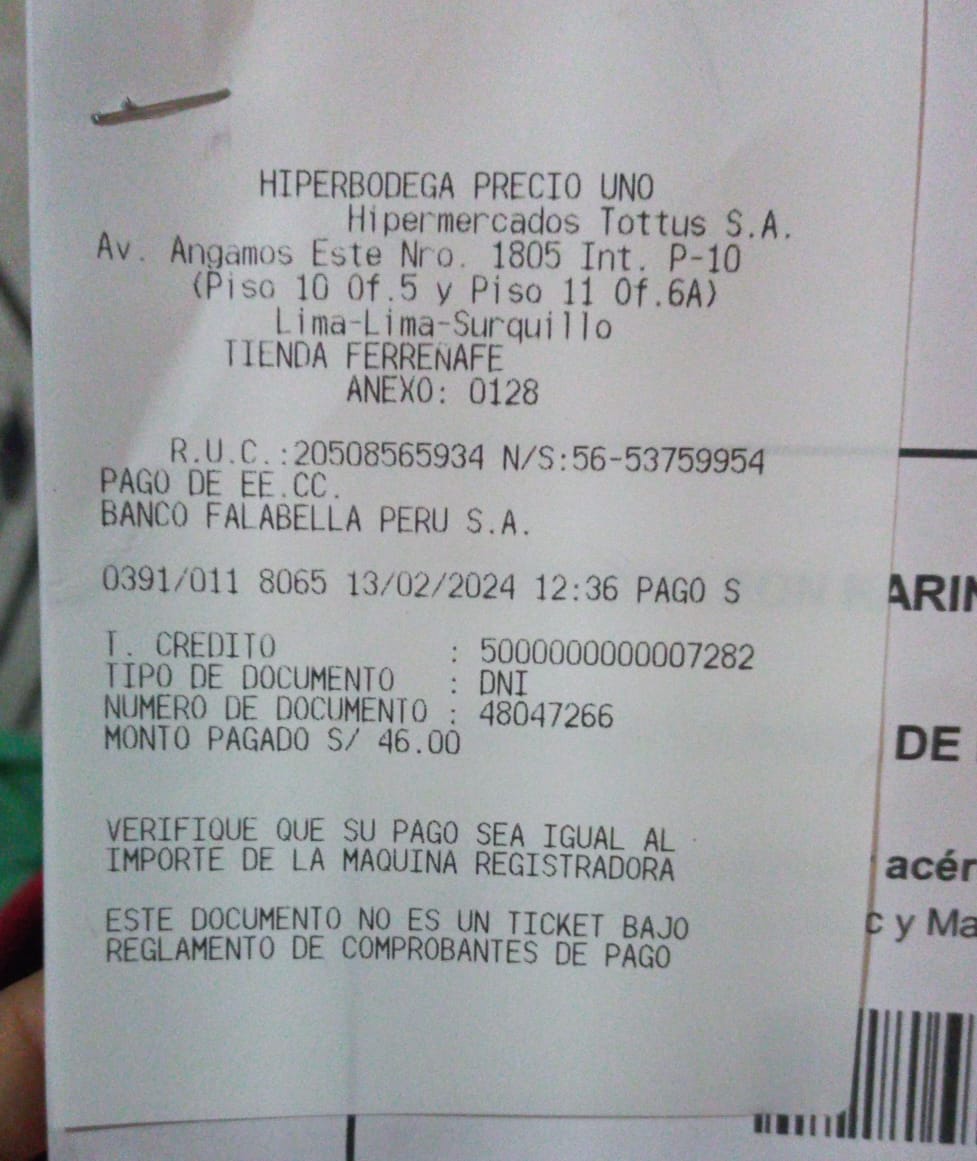 HIPERBODEGA PRECIO UNO
Hipermercados Tottus S.A.
Av. Angamos Este Nro. 1805 Int. P-10
(Piso 10 Of.5 y Piso 11 Of.6A)
Lima-Lima-Surquillo
TIENDA FERREÑAFE
ANEXO: 0128
R.U.C.:20508565934 N/S:56-53759954
PAGO DE EE.CC.
BANCO FALABELLA PERU S.A.
0391/011 8065 13/02/2024 12:36 PAGO S
T. CREDITO : 5000000000007282
TIPO DE DOCUMENTO : DNI
NUMERO DE DOCUMENTO : 48047266
MONTO PAGADO S/ 46.00
VERIFIQUE QUE SU PAGO SEA IGUAL AL
IMPORTE DE LA MAQUINA REGISTRADORA
ESTE DOCUMENTO NO ES UN TICKET BAJO
REGLAMENTO DE COMPROBANTES DE PAGO
DE
y